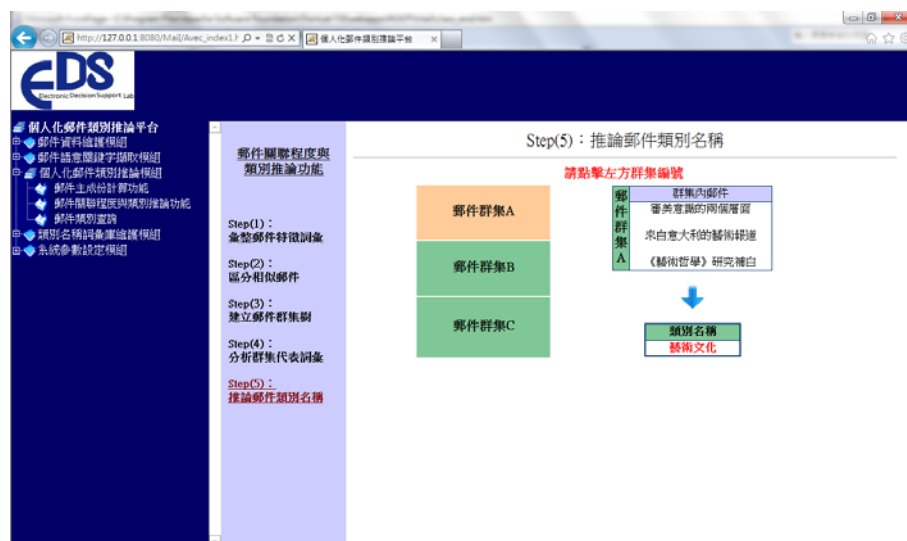 http://127.0.0.1:8080/Mail/Avec_index1.h
個人化郵件類別推論平台
EDS
Electronic Decision Support Lab
個人化郵件類別推論平台
郵件資料維護模組
郵件語意關鍵字擷取模組
個人化郵件類別推論模組
郵件主成份計算功能
郵件關聯程度與類別推論功能
郵件類別查詢
類別名稱詞彙庫維護模組
系統參數設定模組
郵件關聯程度與
類別推論功能
Step(1)：
彙整郵件特徵詞彙
Step(2)：
區分相似郵件
Step(3)：
建立郵件群集樹
Step(4)：
分析群集代表詞彙
Step(5)：
推論郵件類別名稱
Step(5)：推論郵件類別名稱
請點擊左方群集編號
郵件群集A
郵件群集B
郵件群集C
郵件群集A
群集內郵件
審美意識的兩個層面
來自意大利的藝術報道
《藝術哲學》研究補白
類別名稱
藝術文化